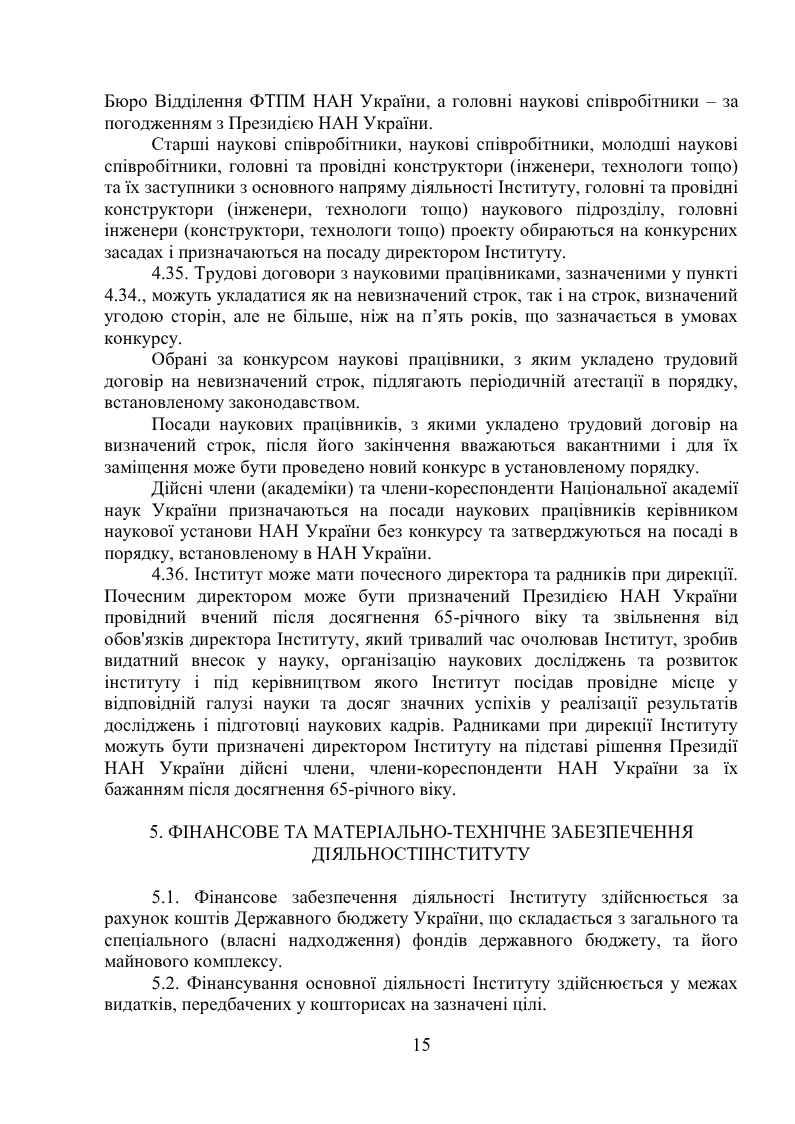 Бюро Відділення ФТПМ НАН України, а головні наукові співробітники – за
погодженням з Президією НАН України.
Старші наукові співробітники, наукові співробітники, молодші наукові
співробітники, головні та провідні конструктори (інженери, технологи тощо)
та їх заступники з основного напряму діяльності Інституту, головні та провідні
конструктори (інженери, технологи тощо) наукового підрозділу, головні
інженери (конструктори, технологи тощо) проекту обираються на конкурсних
засадах і призначаються на посаду директором Інституту.
4.35. Трудові договори з науковими працівниками, зазначеними у пункті
4.34., можуть укладатися як на невизначений строк, так і на строк, визначений
угодою сторін, але не більше, ніж на п’ять років, що зазначається в умовах
конкурсу.
Обрані за конкурсом наукові працівники, з яким укладено трудовий
договір на невизначений строк, підлягають періодичній атестації в порядку,
встановленому законодавством.
Посади наукових працівників, з якими укладено трудовий договір на
визначений строк, після його закінчення вважаються вакантними і для їх
заміщення може бути проведено новий конкурс в установленому порядку.
Дійсні члени (академіки) та члени-кореспонденти Національної академії
наук України призначаються на посади наукових працівників керівником
наукової установи НАН України без конкурсу та затверджуються на посаді в
порядку, встановленому в НАН України.
4.36. Інститут може мати почесного директора та радників при дирекції.
Почесним директором може бути призначений Президією НАН України
провідний вчений після досягнення 65-річного віку та звільнення від
обов'язків директора Інституту, який тривалий час очолював Інститут, зробив
видатний внесок у науку, організацію наукових досліджень та розвиток
інституту і під керівництвом якого Інститут посідав провідне місце у
відповідній галузі науки та досяг значних успіхів у реалізації результатів
досліджень і підготовці наукових кадрів. Радниками при дирекції Інституту
можуть бути призначені директором Інституту на підставі рішення Президії
НАН України дійсні члени, члени-кореспонденти НАН України за їх
бажанням після досягнення 65-річного віку.
5. ФІНАНСОВЕ ТА МАТЕРІАЛЬНО-ТЕХНІЧНЕ ЗАБЕЗПЕЧЕННЯ
ДІЯЛЬНОСТІІНСТИТУТУ
5.1. Фінансове забезпечення діяльності Інституту здійснюється за
рахунок коштів Державного бюджету України, що складається з загального та
спеціального (власні надходження) фондів державного бюджету, та його
майнового комплексу.
5.2. Фінансування основної діяльності Інституту здійснюється у межах
видатків, передбачених у кошторисах на зазначені цілі.
15